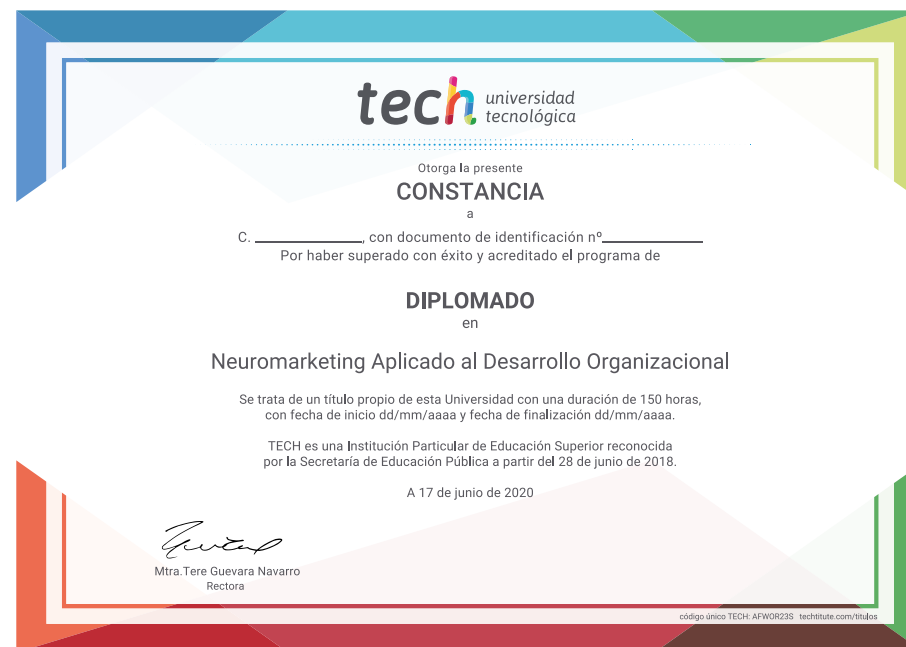 tech universidad
tecnológica
Otorga la presente
CONSTANCIA
a
C. ____________, con documento de identificación nº____________
Por haber superado con éxito y acreditado el programa de
DIPLOMADO
en
Neuromarketing Aplicado al Desarrollo Organizacional
Se trata de un título propio de esta Universidad con una duración de 150 horas,
con fecha de inicio dd/mm/aaaa y fecha de finalización dd/mm/aaaa.
TECH es una Institución Particular de Educación Superior reconocida
por la Secretaría de Educación Pública a partir del 28 de junio de 2018.
A 17 de junio de 2020
Mtra.Tere Guevara Navarro
Rectora
código único TECH: AFWOR23S techtitute.com/titulos